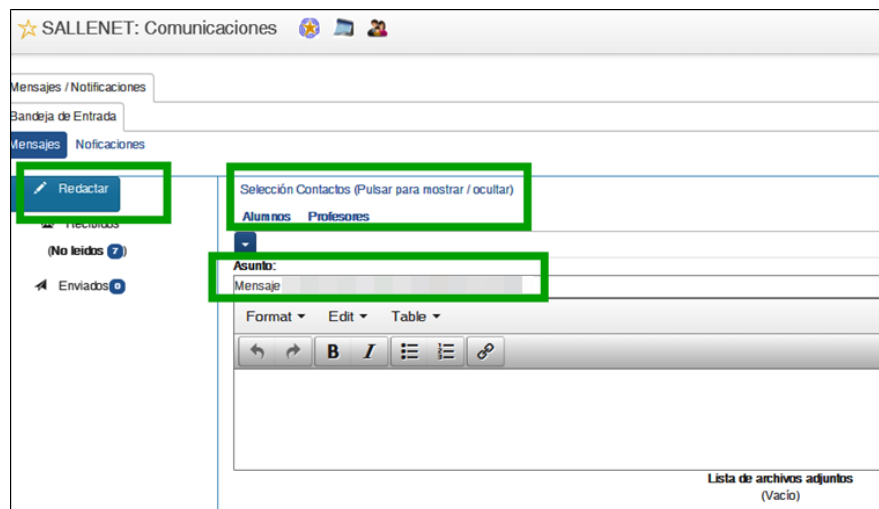 SALLENET: Comunicaciones
Mensajes / Notificaciones
Bandeja de Entrada
Mensajes Noficaciones
Redactar
Selección Contactos (Pulsar para mostrar / ocultar)
Alumnos Profesores
Recibidos
(No leidos 7)
Enviados 0
Asunto:
Mensaje
Format Edit Table
B I
Lista de archivos adjuntos
(Vacio)